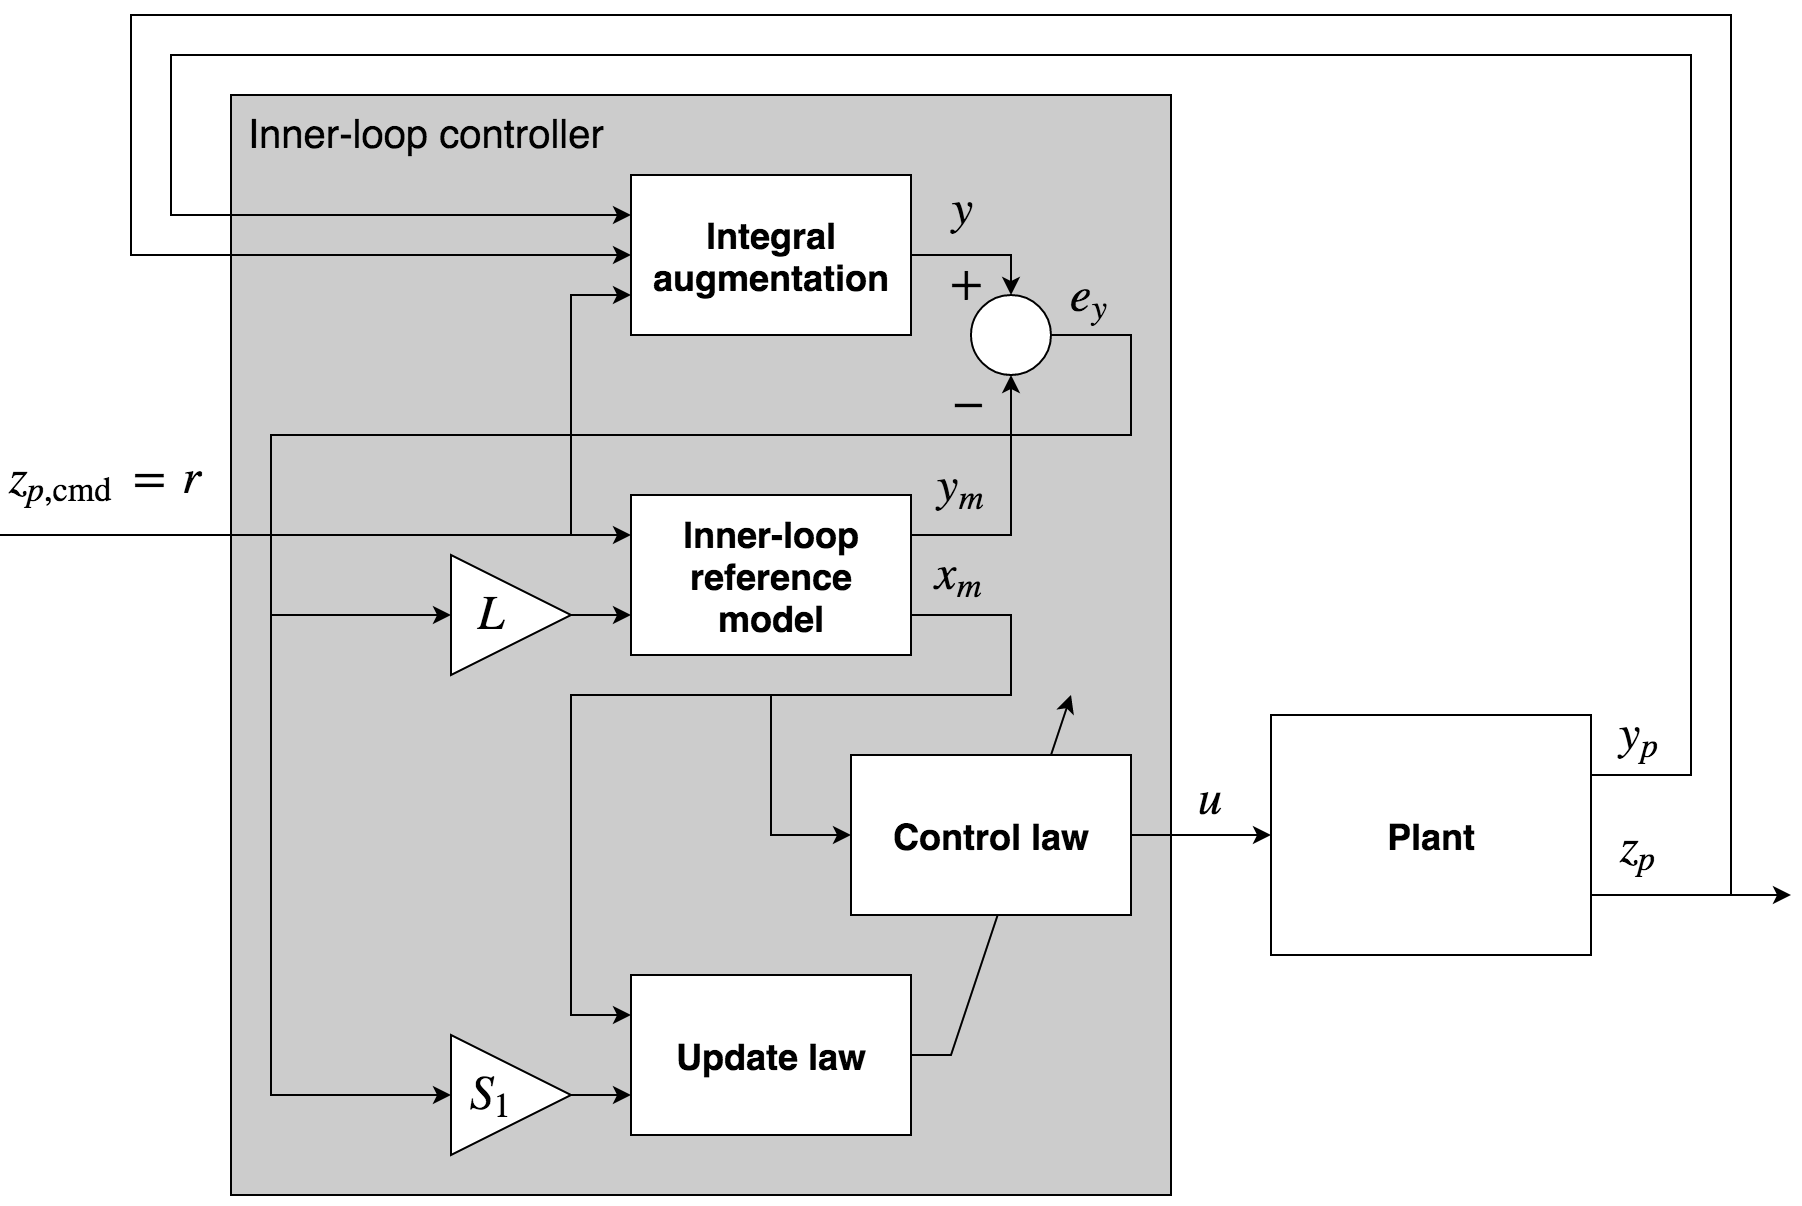 Inner-loop controller
Integral
augmentation
y
+
e_y
−
z_{p,cmd} = r
y_m
Inner-loop
reference
model
x_m
L
Control law
u
Plant
y_p
z_p
Update law
S_1